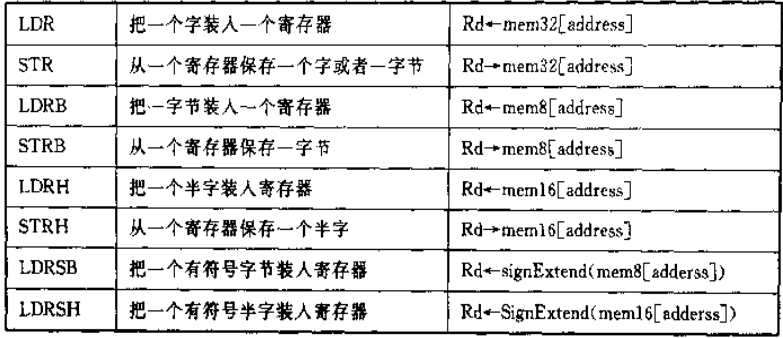 LDR 把一个字装人一个寄存器 Rd←mem32[address]
STR 从一个寄存器保存一个字或者一字节 Rd→mem32[address]
LDRB 把一字节装人一个寄存器 Rd←mem8[address]
STRB 从一个寄存器保存一字节 Rd→mem8[address]
LDRH 把一个半字装人寄存器 Rd←mem16[address]
STRH 从一个寄存器保存一个半字 Rd→mem16[address]
LDRSB 把一个有符号字节装人寄存器 Rd←signExtend(mem8[adderss])
LDRSH 把一个有符号半字装人寄存器 Rd←SignExtend(mem16[adderss])